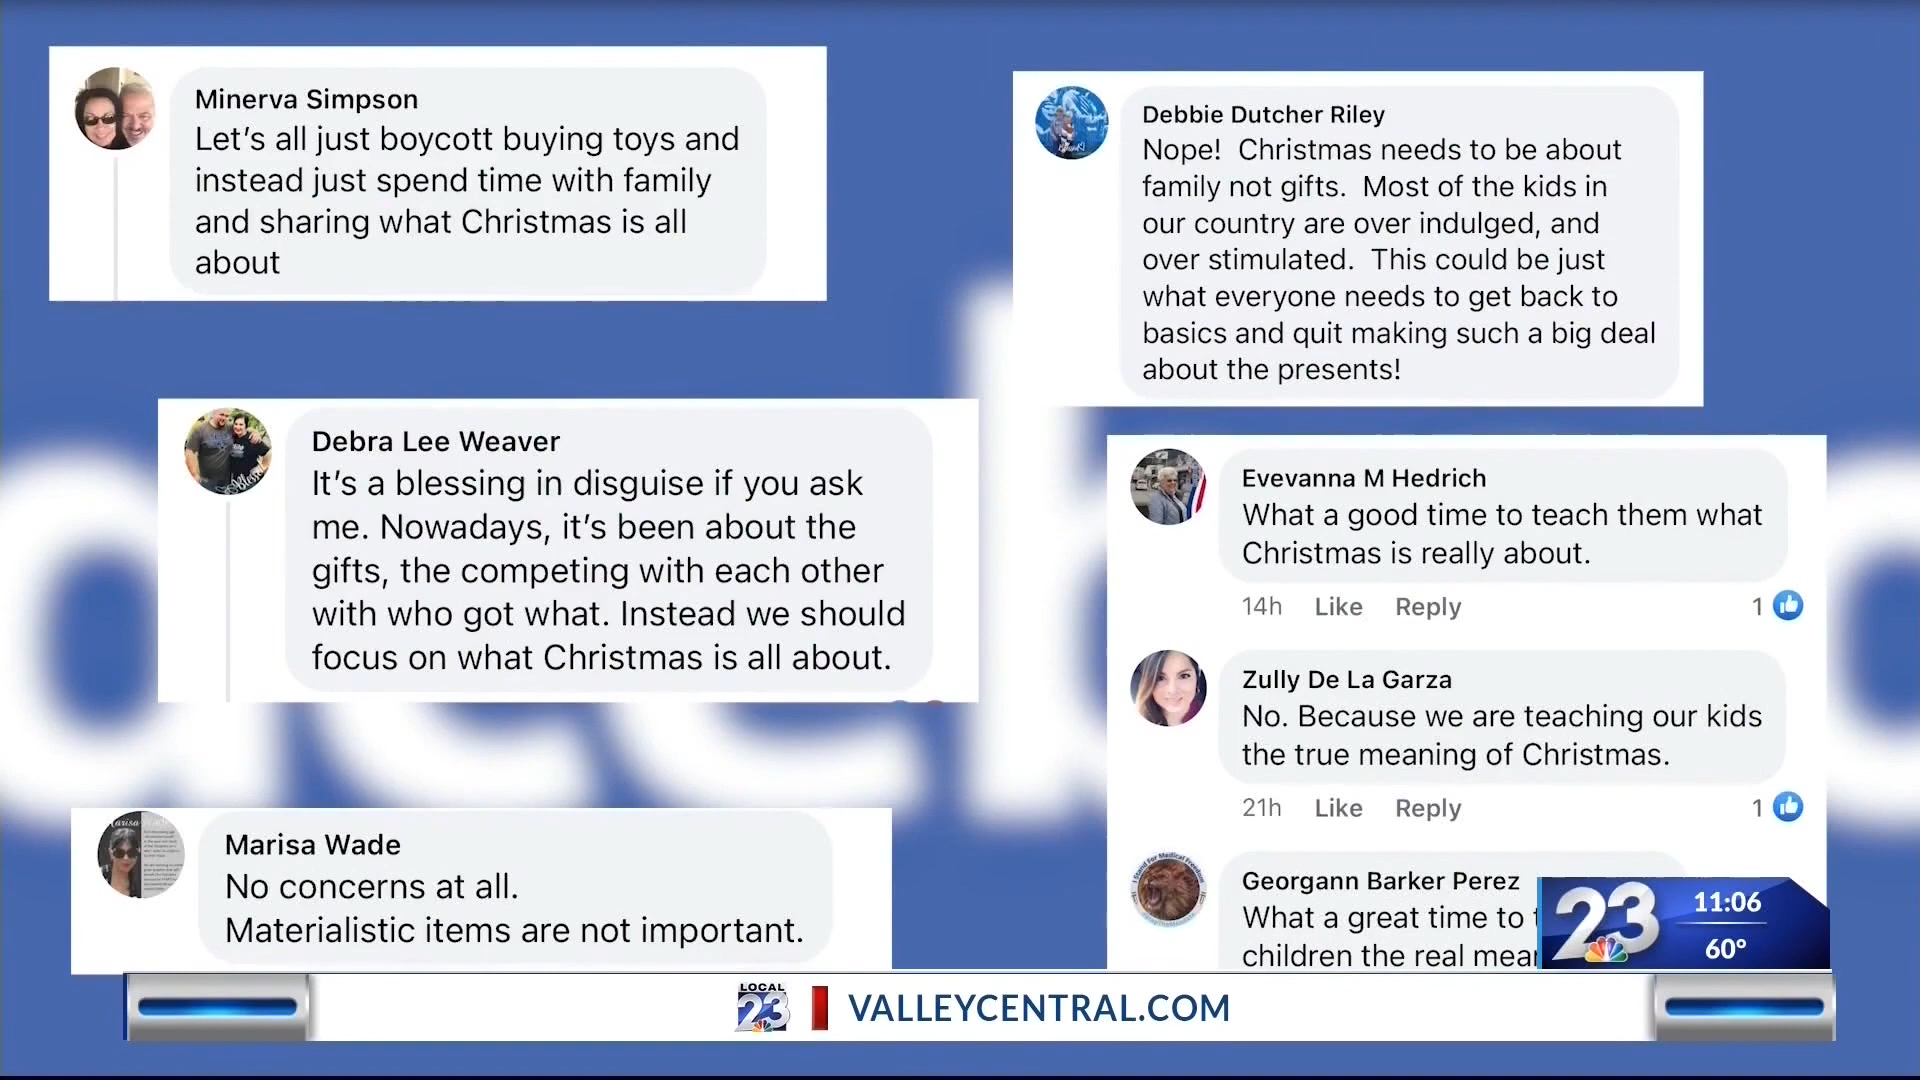 Minerva Simpson
Let's all just boycott buying toys and
instead just spend time with family
and sharing what Christmas is all
about
Debra Lee Weaver
It's a blessing in disguise if you ask
me. Nowadays, it's been about the
gifts, the competing with each other
with who got what. Instead we should
focus on what Christmas is all about.
Marisa Wade
No concerns at all.
Materialistic items are not important.
Debbie Dutcher Riley
Nope! Christmas needs to be about
family not gifts. Most of the kids in
our country are over indulged, and
over stimulated. This could be just
what everyone needs to get back to
basics and quit making such a big deal
about the presents!
Evevanna M Hedrich
What a good time to teach them what
Christmas is really about.
14h Like Reply 1
Zully De La Garza
No. Because we are teaching our kids
the true meaning of Christmas.
21h Like Reply 1
Georgann Barker Perez
What a great time to
children the real
23 11:06
60°
LOCAL
23 VALLEYCENTRAL.COM